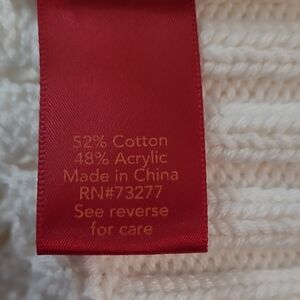 52% Cotton
48% Acrylic
Made in China
RN#73277
See reverse
for care